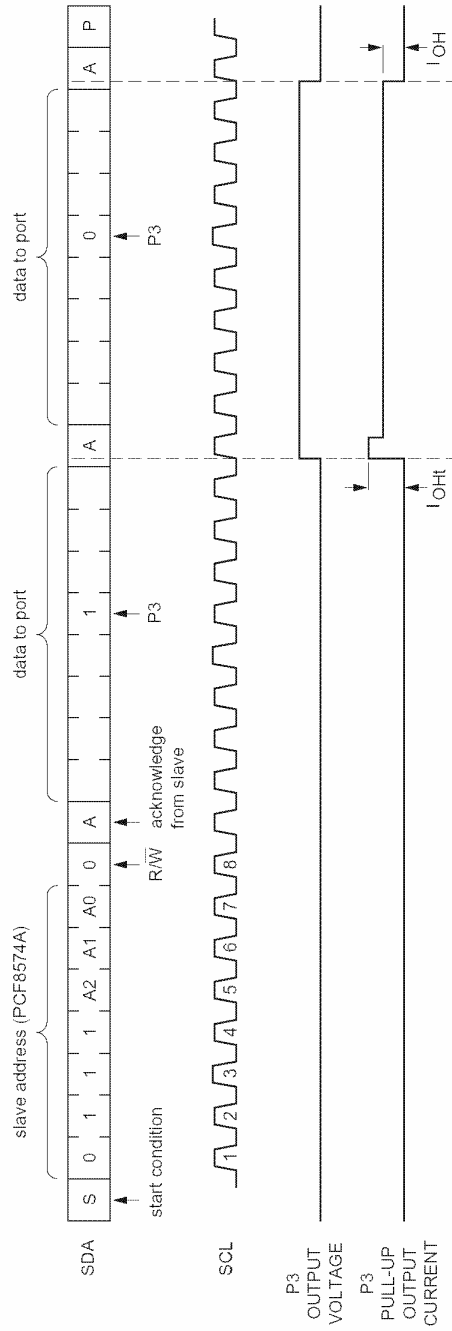 slave address (PCF8574A)
data to port
data to port
SDA
S 0 1 1 1 A2 A1 A0 0 A 1 A 0 A P
start condition
R/W
acknowledge
from slave
P3
P3
SCL
1 2 3 4 5 6 7 8
P3
OUTPUT
VOLTAGE
P3
PULL-UP
OUTPUT
CURRENT
IOHt
IOH